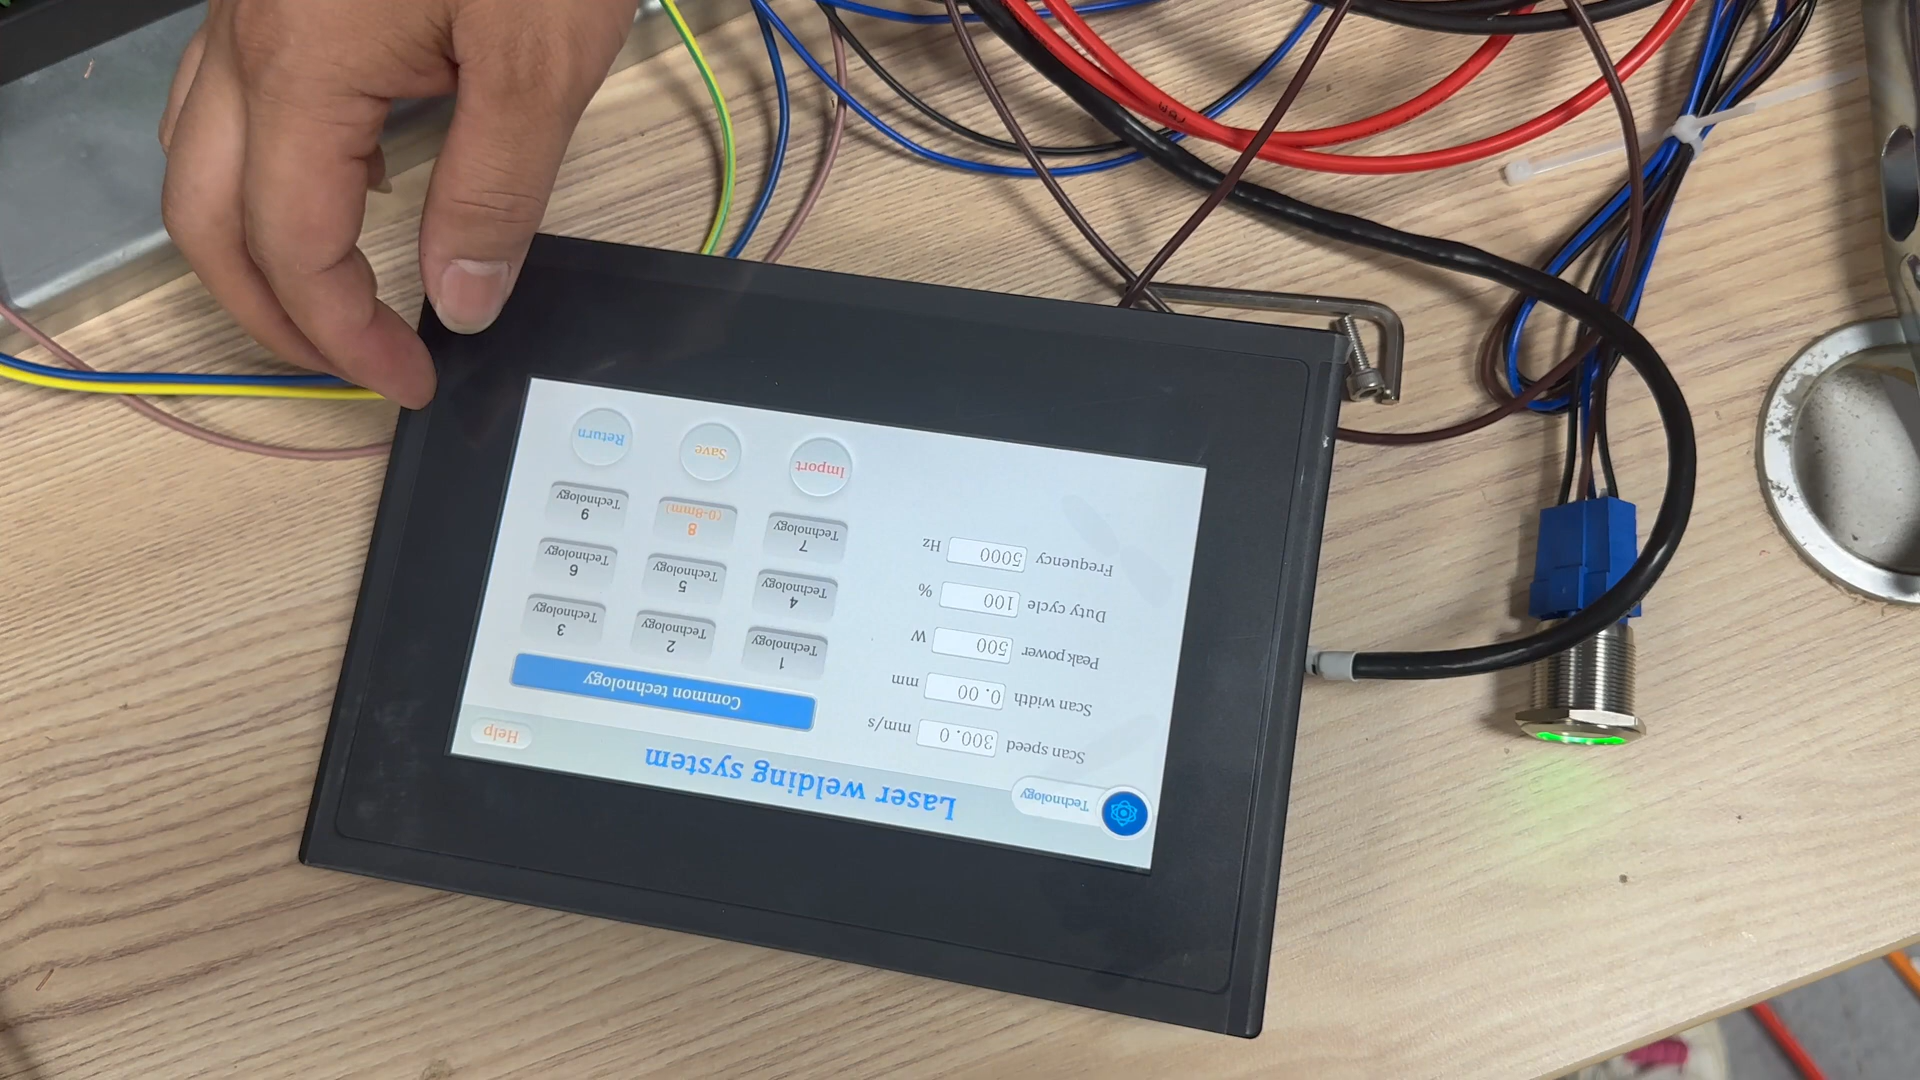 Technology
Laser welding system
Help
Scan speed 300.0 mm/s
Scan width 0.00 mm
Peak power 500 W
Duty cycle 100 %
Frequency 5000 Hz
Common technology
1 Technology
2 Technology
3 Technology
4 Technology
5 Technology
6 Technology
7 Technology
8 (0-8mm)
9 Technology
Import
Save
Return